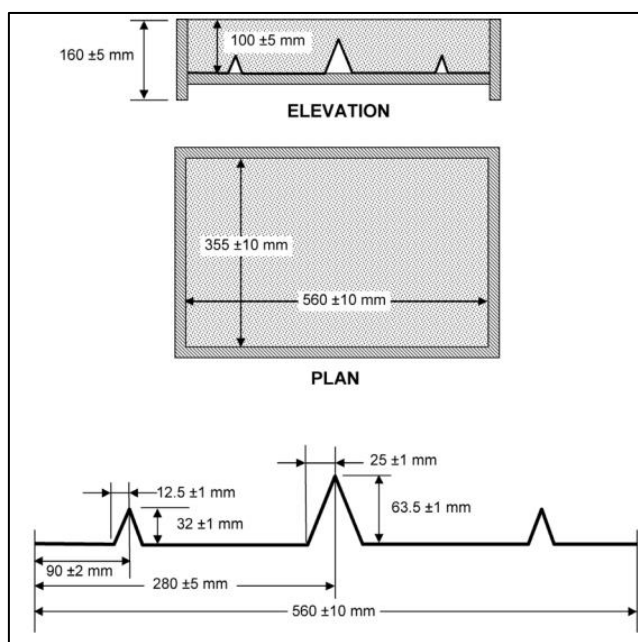 100 ±5 mm
160 ±5 mm
ELEVATION
355 ±10 mm
560 ±10 mm
PLAN
25 ±1 mm
12.5 ±1 mm
63.5 ±1 mm
32 ±1 mm
90 ±2 mm
280 ±5 mm
560 ±10 mm